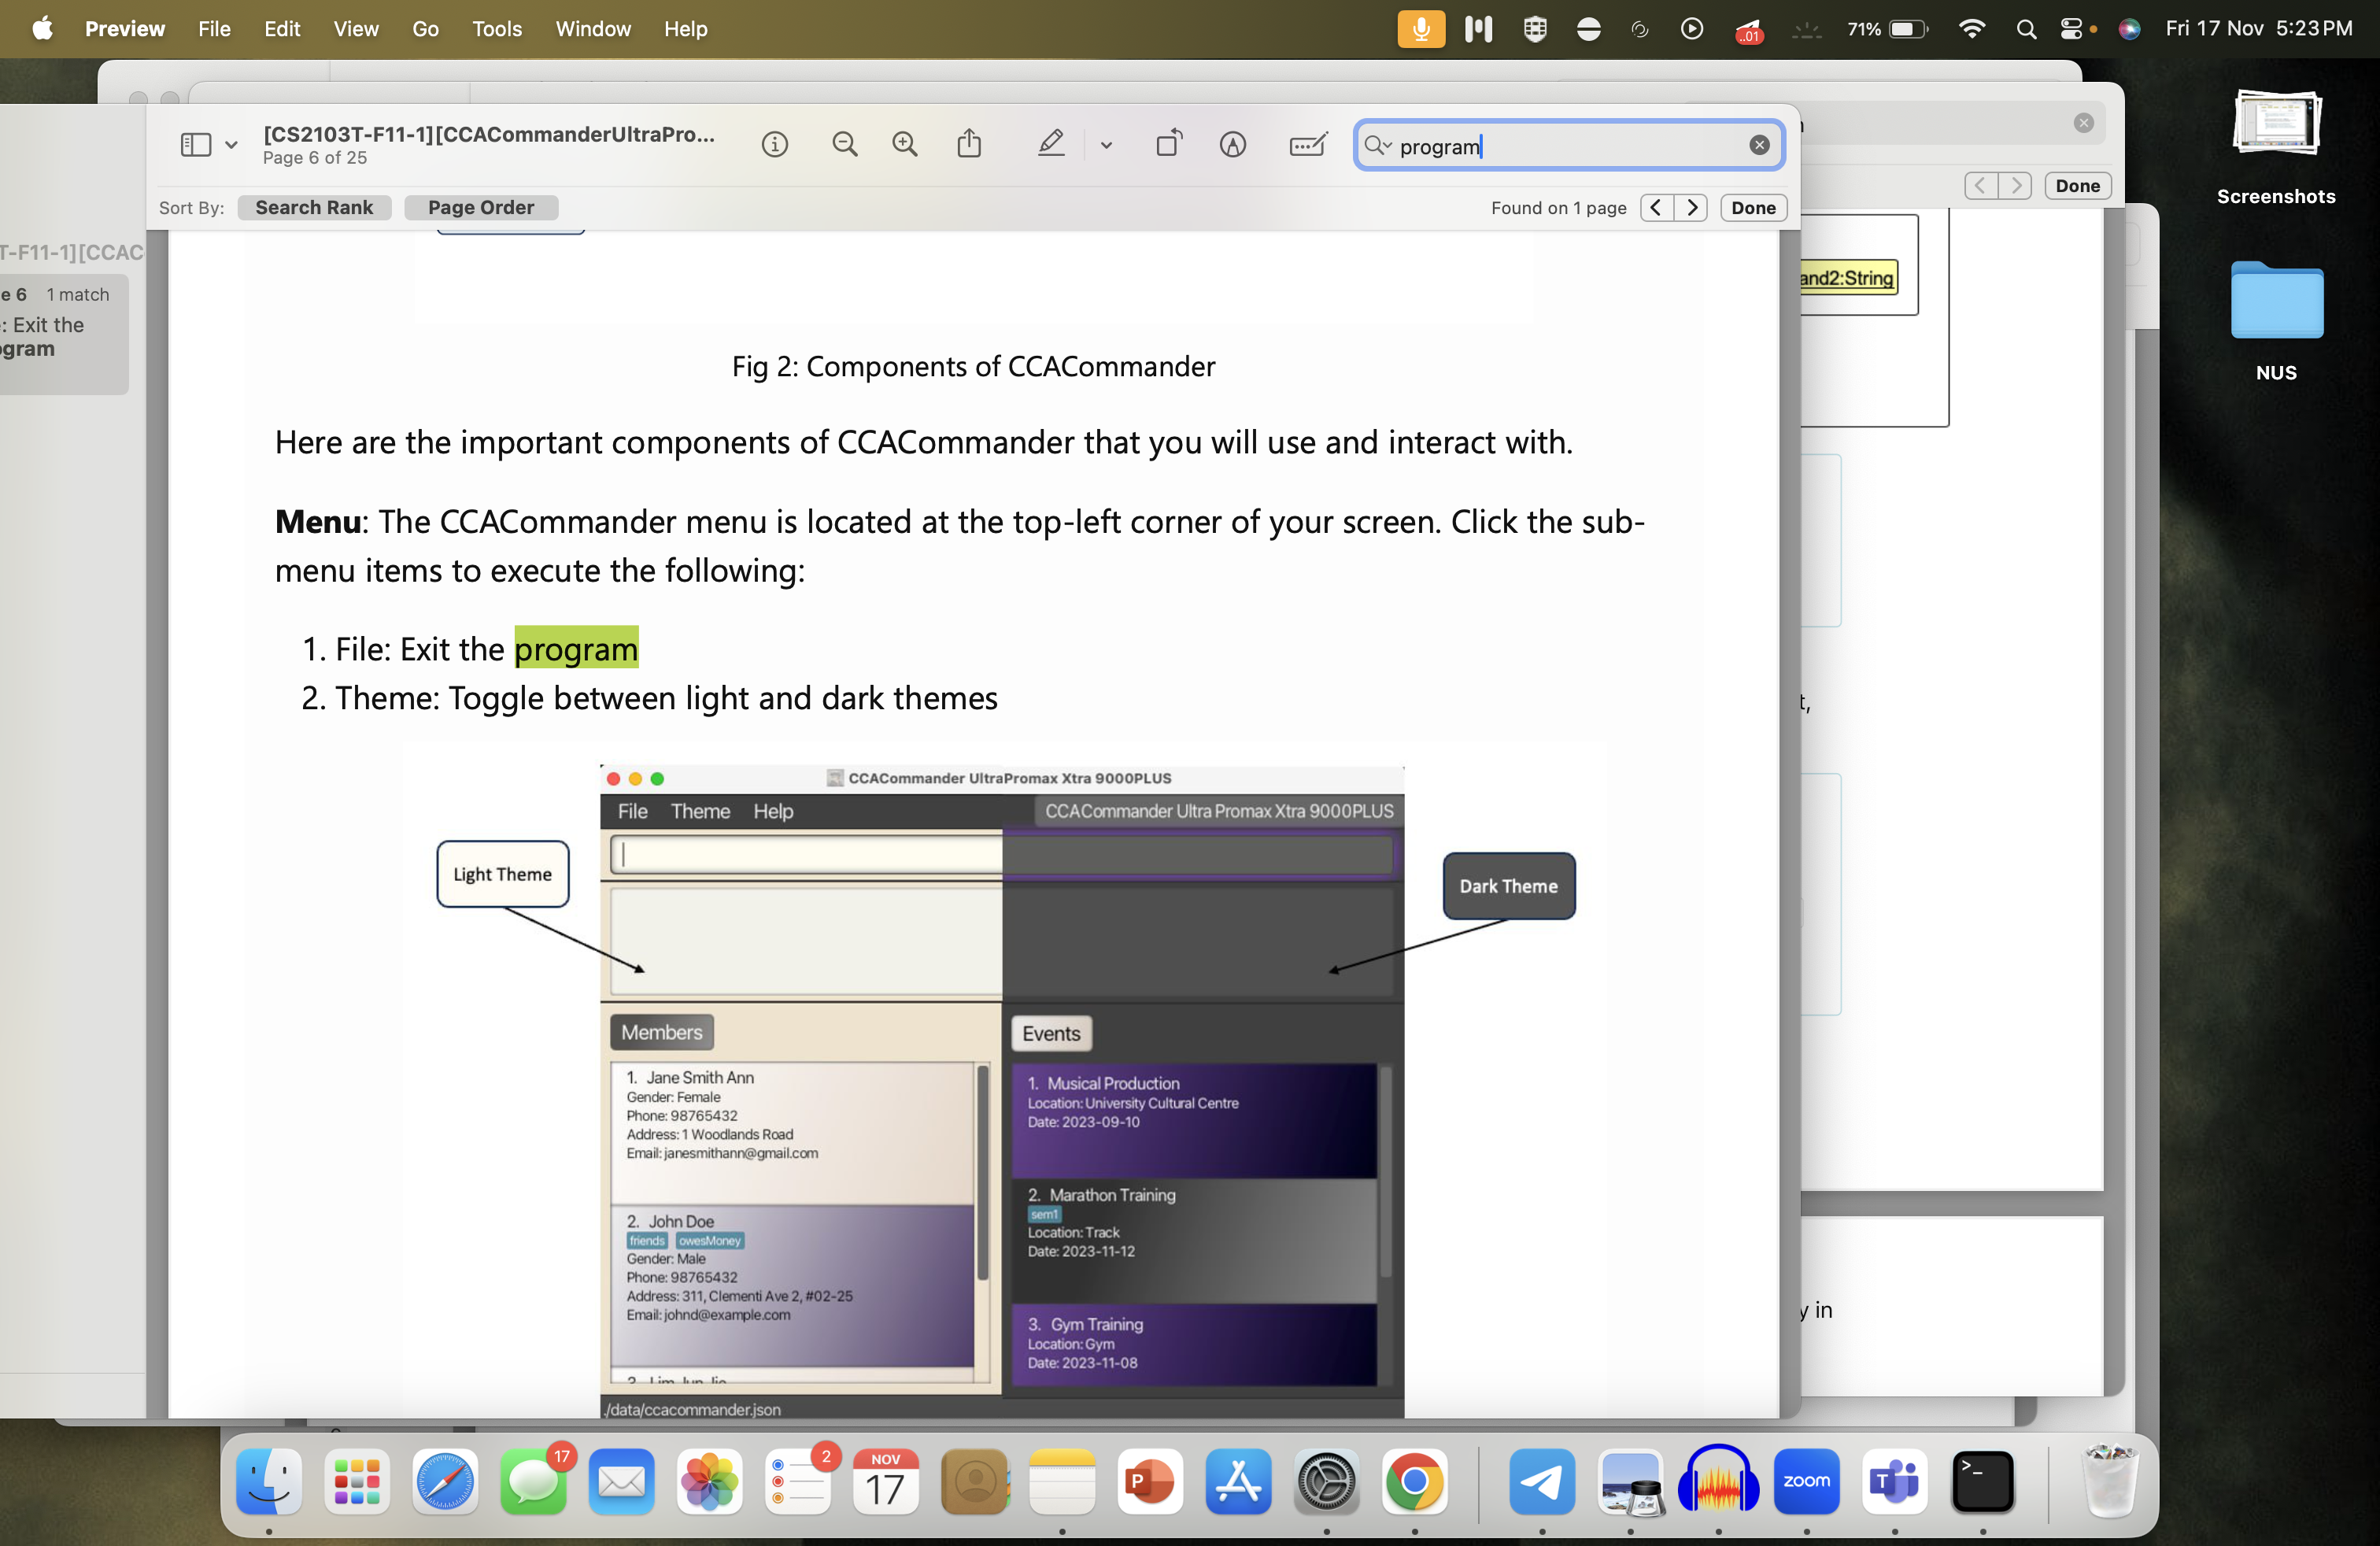 Preview File Edit View Go Tools Window Help
..01
71%
Fri 17 Nov 5:23 PM
[CS2103T-F11-1][CCACommanderUltraPro...
Page 6 of 25
program
Sort By: Search Rank Page Order
Found on 1 page
Done
Done
Screenshots
NUS
T-F11-1][CCAC
e 6 1 match
: Exit the
ogram
and2:String
Fig 2: Components of CCACommander
Here are the important components of CCACommander that you will use and interact with.
Menu: The CCACommander menu is located at the top-left corner of your screen. Click the sub-
menu items to execute the following:
1. File: Exit the program
2. Theme: Toggle between light and dark themes
t,
CCACommander UltraPromax Xtra 9000PLUS
File Theme Help
CCACommander Ultra Promax Xtra 9000PLUS
Light Theme
Dark Theme
Members
1. Jane Smith Ann
Gender: Female
Phone: 98765432
Address: 1 Woodlands Road
Email: janesmithann@gmail.com
2. John Doe
friends owesMoney
Gender: Male
Phone: 98765432
Address: 311, Clementi Ave 2, #02-25
Email: johnd@example.com
3. Lim Jun Jie
Events
1. Musical Production
Location: University Cultural Centre
Date: 2023-09-10
2. Marathon Training
sem1
Location: Track
Date: 2023-11-12
3. Gym Training
Location: Gym
Date: 2023-11-08
./data/ccacommander.json
y in
17
2
NOV
17
P
zoom
T
>_